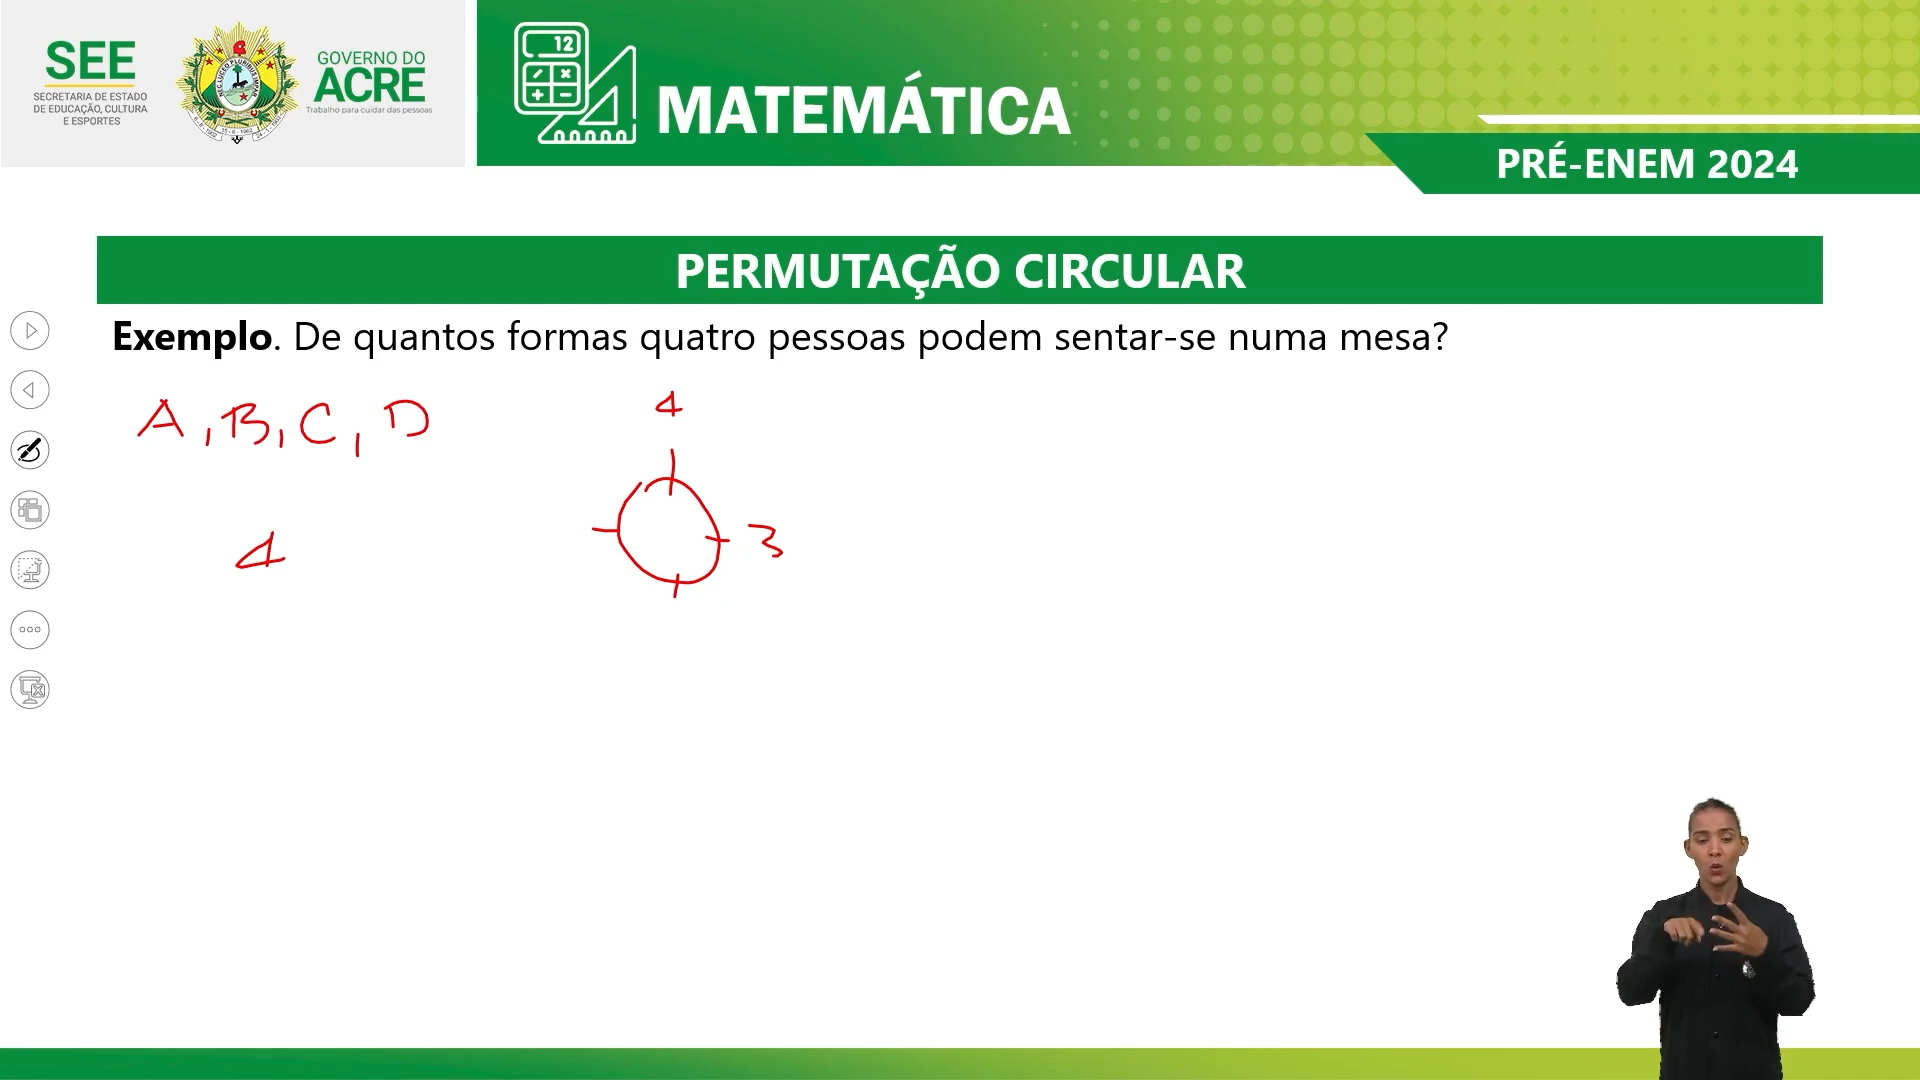 SEE
SECRETARIA DE ESTADO
DE EDUCAÇÃO, CULTURA
E ESPORTES
GOVERNO DO
ACRE
Trabalho para cuidar das pessoas
12
MATEMÁTICA
PRÉ-ENEM 2024
PERMUTAÇÃO CIRCULAR
Exemplo. De quantos formas quatro pessoas podem sentar-se numa mesa?
A, B, C, D
4
4
3